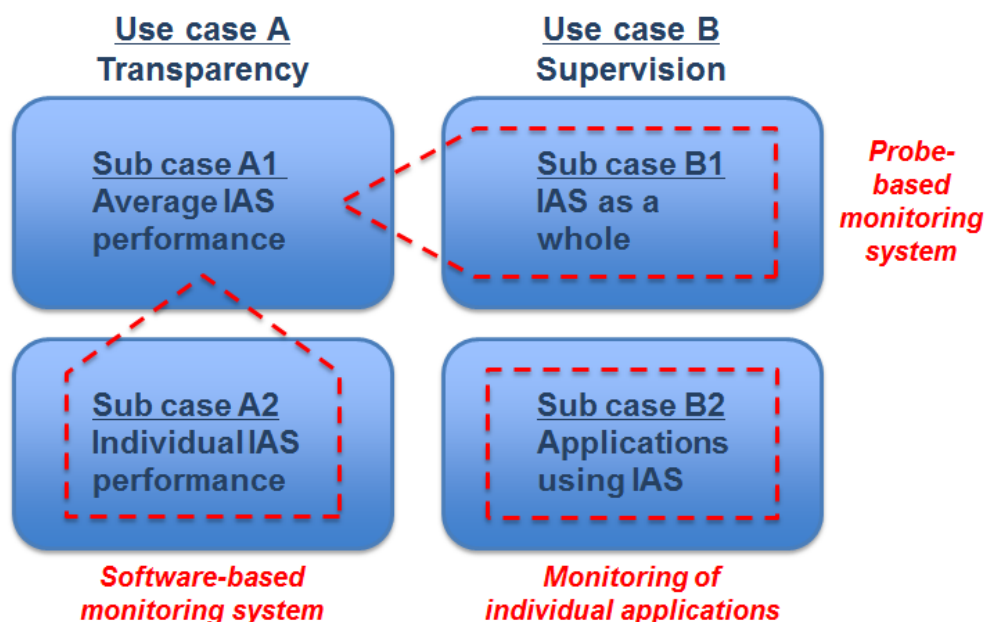 Use case A
Transparency
Use case B
Supervision
Sub case A1
Average IAS
performance
Sub case B1
IAS as a
whole
Probe-
based
monitoring
system
Sub case A2
Individual IAS
performance
Sub case B2
Applications
using IAS
Software-based
monitoring system
Monitoring of
individual applications